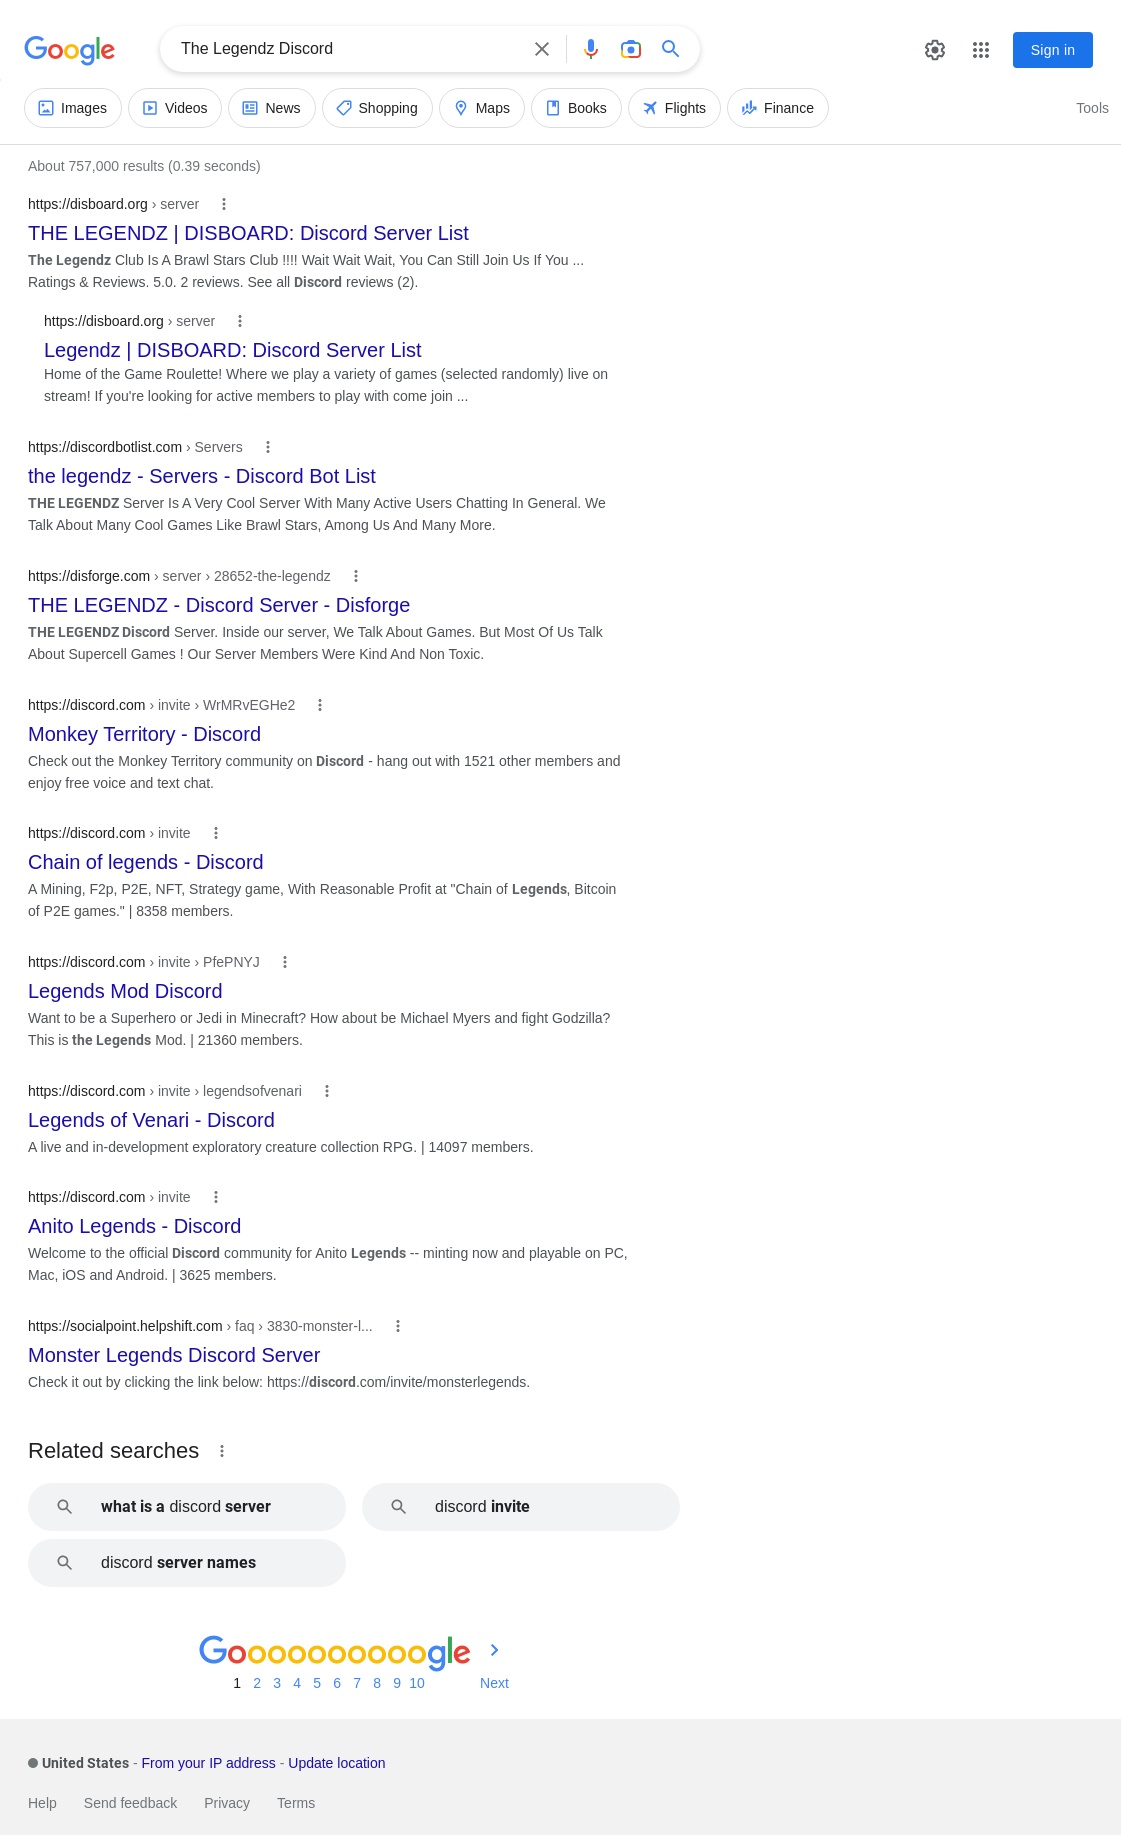 Google
The Legendz Discord
Sign in
Images Videos News Shopping Maps Books Flights Finance Tools
About 757,000 results (0.39 seconds)
https://disboard.org › server
THE LEGENDZ | DISBOARD: Discord Server List
The Legendz Club Is A Brawl Stars Club !!!! Wait Wait Wait, You Can Still Join Us If You ...
Ratings & Reviews. 5.0. 2 reviews. See all Discord reviews (2).
https://disboard.org › server
Legendz | DISBOARD: Discord Server List
Home of the Game Roulette! Where we play a variety of games (selected randomly) live on
stream! If you're looking for active members to play with come join ...
https://discordbotlist.com › Servers
the legendz - Servers - Discord Bot List
THE LEGENDZ Server Is A Very Cool Server With Many Active Users Chatting In General. We
Talk About Many Cool Games Like Brawl Stars, Among Us And Many More.
https://disforge.com › server › 28652-the-legendz
THE LEGENDZ - Discord Server - Disforge
THE LEGENDZ Discord Server. Inside our server, We Talk About Games. But Most Of Us Talk
About Supercell Games ! Our Server Members Were Kind And Non Toxic.
https://discord.com › invite › WrMRvEGHe2
Monkey Territory - Discord
Check out the Monkey Territory community on Discord - hang out with 1521 other members and
enjoy free voice and text chat.
https://discord.com › invite
Chain of legends - Discord
A Mining, F2p, P2E, NFT, Strategy game, With Reasonable Profit at "Chain of Legends, Bitcoin
of P2E games." | 8358 members.
https://discord.com › invite › PfePNYJ
Legends Mod Discord
Want to be a Superhero or Jedi in Minecraft? How about be Michael Myers and fight Godzilla?
This is the Legends Mod. | 21360 members.
https://discord.com › invite › legendsofvenari
Legends of Venari - Discord
A live and in-development exploratory creature collection RPG. | 14097 members.
https://discord.com › invite
Anito Legends - Discord
Welcome to the official Discord community for Anito Legends -- minting now and playable on PC,
Mac, iOS and Android. | 3625 members.
https://socialpoint.helpshift.com › faq › 3830-monster-l...
Monster Legends Discord Server
Check it out by clicking the link below: https://discord.com/invite/monsterlegends.
Related searches
what is a discord server
discord invite
discord server names
Goooooooooogle
1 2 3 4 5 6 7 8 9 10 Next
United States - From your IP address - Update location
Help Send feedback Privacy Terms